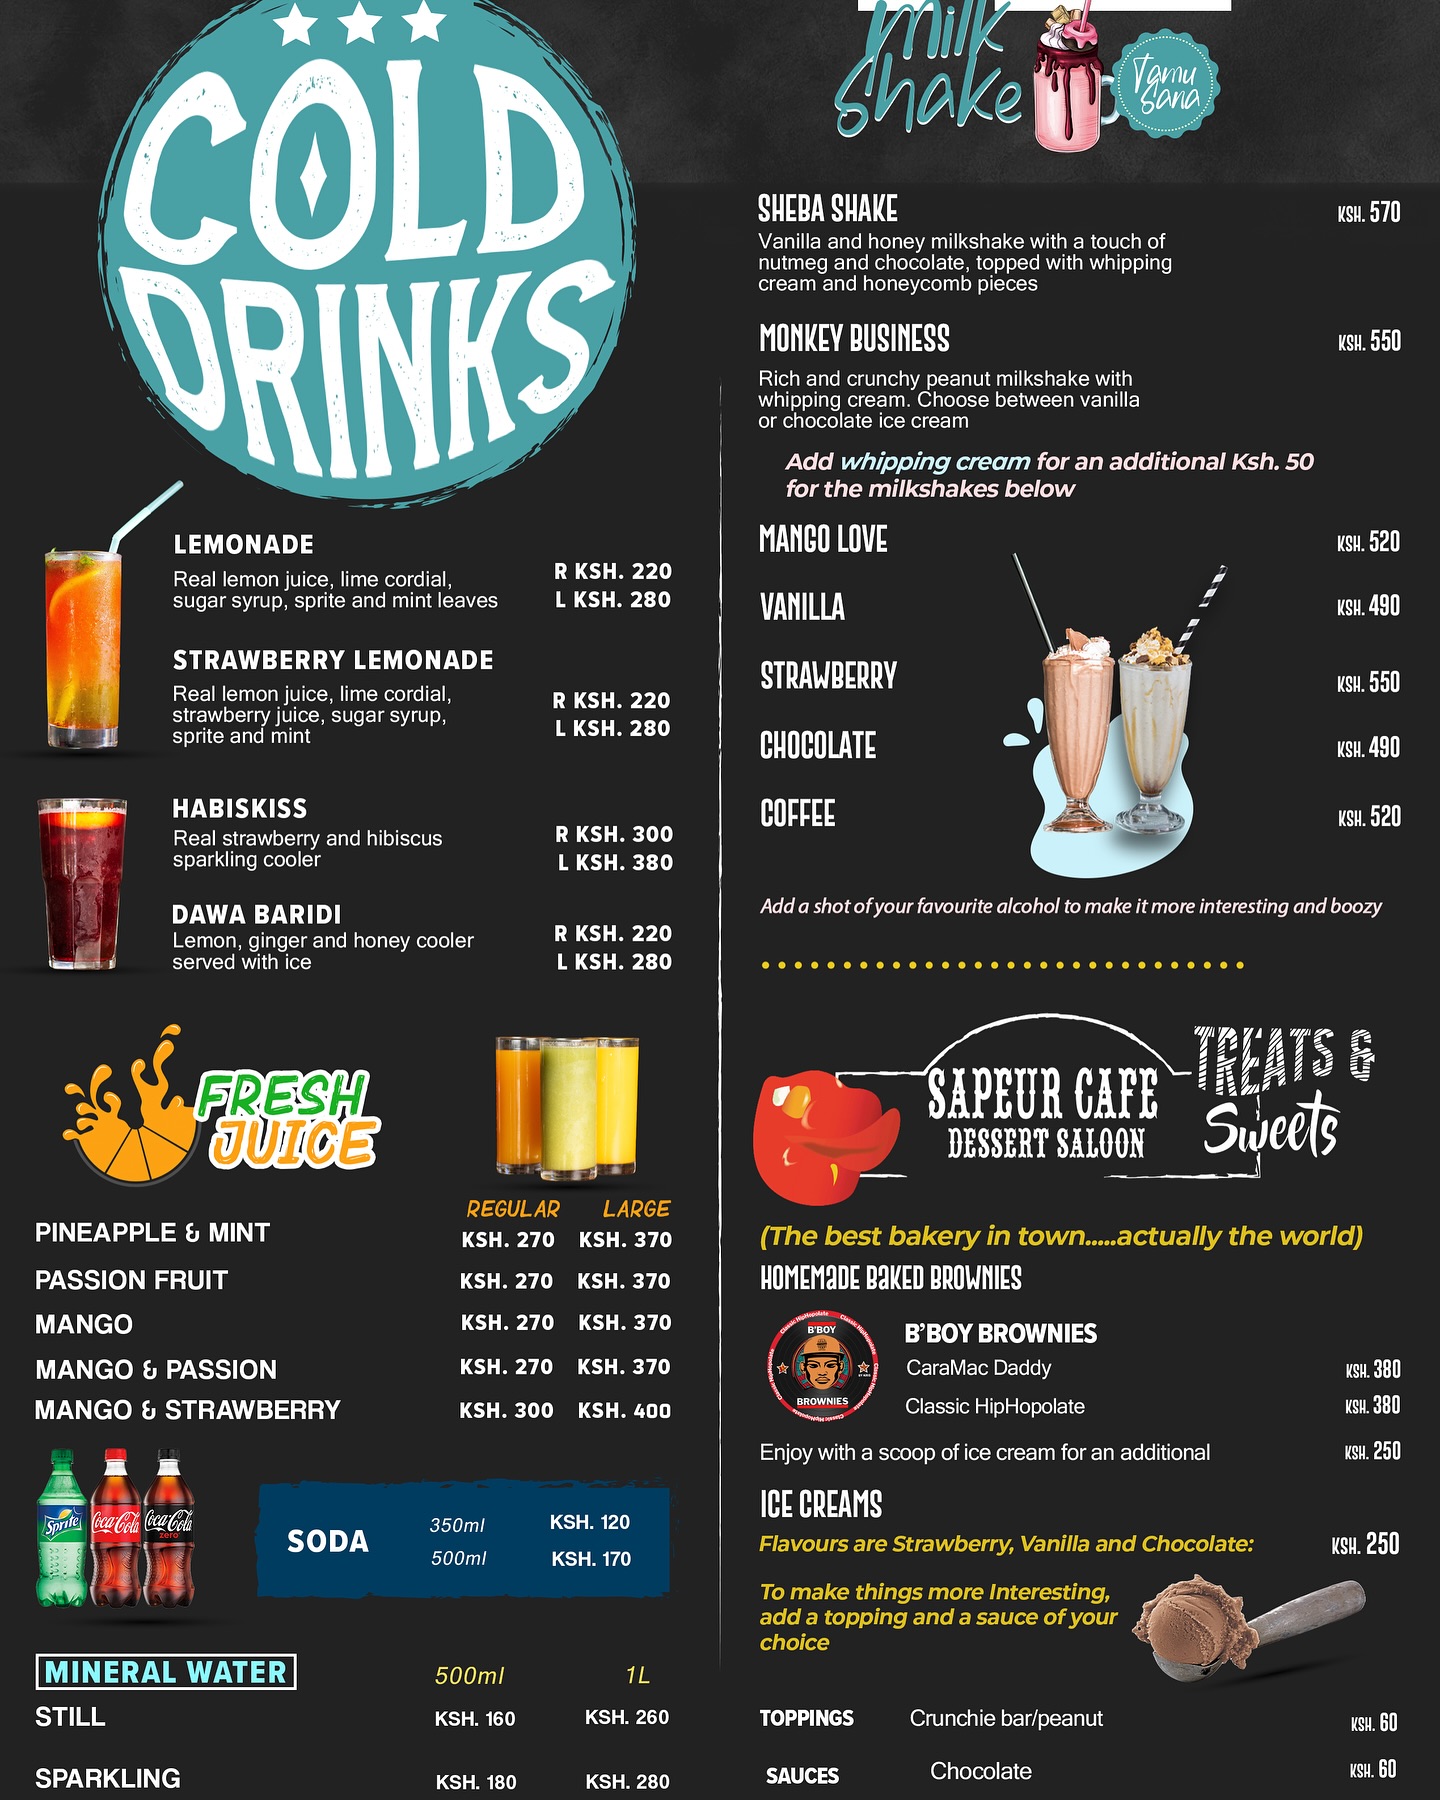 COLD
DRINKS
LEMONADE
Real lemon juice, lime cordial,
sugar syrup, sprite and mint leaves
R KSH. 220
L KSH. 280
STRAWBERRY LEMONADE
Real lemon juice, lime cordial,
strawberry juice, sugar syrup,
sprite and mint
R KSH. 220
L KSH. 280
HABISKISS
Real strawberry and hibiscus
sparkling cooler
R KSH. 300
L KSH. 380
DAWA BARIDI
Lemon, ginger and honey cooler
served with ice
R KSH. 220
L KSH. 280
FRESH
JUICE
REGULAR LARGE
PINEAPPLE & MINT KSH. 270 KSH. 370
PASSION FRUIT KSH. 270 KSH. 370
MANGO KSH. 270 KSH. 370
MANGO & PASSION KSH. 270 KSH. 370
MANGO & STRAWBERRY KSH. 300 KSH. 400
Sprite Coca-Cola Coca-Cola
zero
SODA
350ml KSH. 120
500ml KSH. 170
MINERAL WATER 500ml 1L
STILL KSH. 160 KSH. 260
SPARKLING KSH. 180 KSH. 280
milk
shake
Tamu
Sana
SHEBA SHAKE KSH. 570
Vanilla and honey milkshake with a touch of
nutmeg and chocolate, topped with whipping
cream and honeycomb pieces
MONKEY BUSINESS KSH. 550
Rich and crunchy peanut milkshake with
whipping cream. Choose between vanilla
or chocolate ice cream
Add whipping cream for an additional Ksh. 50
for the milkshakes below
MANGO LOVE KSH. 520
VANILLA KSH. 490
STRAWBERRY KSH. 550
CHOCOLATE KSH. 490
COFFEE KSH. 520
Add a shot of your favourite alcohol to make it more interesting and boozy
SAPEUR CAFE
DESSERT SALOON
TREATS &
Sweets
(The best bakery in town.....actually the world)
HOMEMADE BAKED BROWNIES
Classic HipHopolate
B'BOY
BROWNIES
B'BOY BROWNIES
CaraMac Daddy KSH. 380
Classic HipHopolate KSH. 380
Enjoy with a scoop of ice cream for an additional KSH. 250
ICE CREAMS
Flavours are Strawberry, Vanilla and Chocolate: KSH. 250
To make things more Interesting,
add a topping and a sauce of your
choice
TOPPINGS Crunchie bar/peanut KSH. 60
SAUCES Chocolate KSH. 60